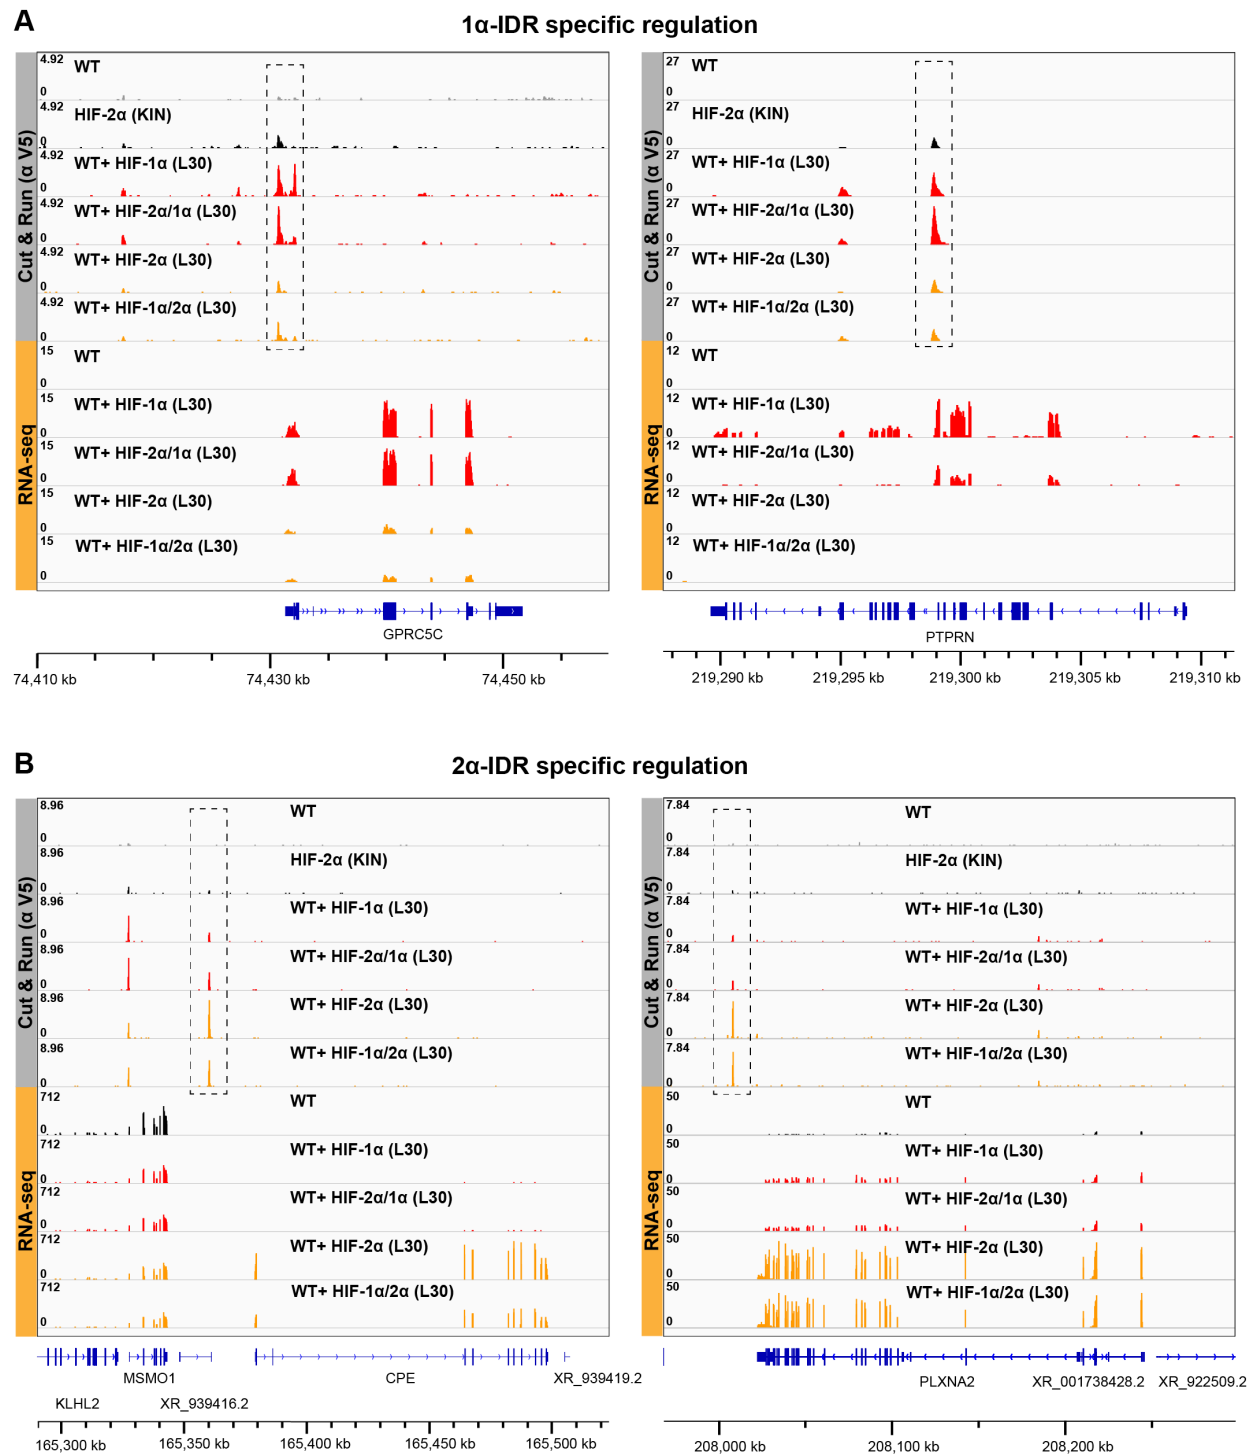 A
1α-IDR specific regulation
Cut & Run (α V5)
4.92
WT
0
4.92
HIF-2α (KIN)
0
4.92
WT+ HIF-1α (L30)
0
4.92
WT+ HIF-2α/1α (L30)
0
4.92
WT+ HIF-2α (L30)
0
4.92
WT+ HIF-1α/2α (L30)
0
RNA-seq
15
WT
0
15
WT+ HIF-1α (L30)
0
15
WT+ HIF-2α/1α (L30)
0
15
WT+ HIF-2α (L30)
0
15
WT+ HIF-1α/2α (L30)
0
GPRC5C
74,410 kb 74,430 kb 74,450 kb
Cut & Run (α V5)
27
WT
0
27
HIF-2α (KIN)
0
27
WT+ HIF-1α (L30)
0
27
WT+ HIF-2α/1α (L30)
0
27
WT+ HIF-2α (L30)
0
27
WT+ HIF-1α/2α (L30)
0
RNA-seq
12
WT
0
12
WT+ HIF-1α (L30)
0
12
WT+ HIF-2α/1α (L30)
0
12
WT+ HIF-2α (L30)
0
12
WT+ HIF-1α/2α (L30)
0
PTPRN
219,290 kb 219,295 kb 219,300 kb 219,305 kb 219,310 kb
B
2α-IDR specific regulation
Cut & Run (α V5)
8.96
WT
0
8.96
HIF-2α (KIN)
0
8.96
WT+ HIF-1α (L30)
0
8.96
WT+ HIF-2α/1α (L30)
0
8.96
WT+ HIF-2α (L30)
0
8.96
WT+ HIF-1α/2α (L30)
0
RNA-seq
712
WT
0
712
WT+ HIF-1α (L30)
0
712
WT+ HIF-2α/1α (L30)
0
712
WT+ HIF-2α (L30)
0
712
WT+ HIF-1α/2α (L30)
0
MSMO1 CPE XR_939419.2
KLHL2 XR_939416.2
165,300 kb 165,350 kb 165,400 kb 165,450 kb 165,500 kb
Cut & Run (α V5)
7.84
WT
0
7.84
HIF-2α (KIN)
0
7.84
WT+ HIF-1α (L30)
0
7.84
WT+ HIF-2α/1α (L30)
0
7.84
WT+ HIF-2α (L30)
0
7.84
WT+ HIF-1α/2α (L30)
0
RNA-seq
50
WT
0
50
WT+ HIF-1α (L30)
0
50
WT+ HIF-2α/1α (L30)
0
50
WT+ HIF-2α (L30)
0
50
WT+ HIF-1α/2α (L30)
0
PLXNA2 XR_001738428.2 XR_922509.2
208,000 kb 208,100 kb 208,200 kb